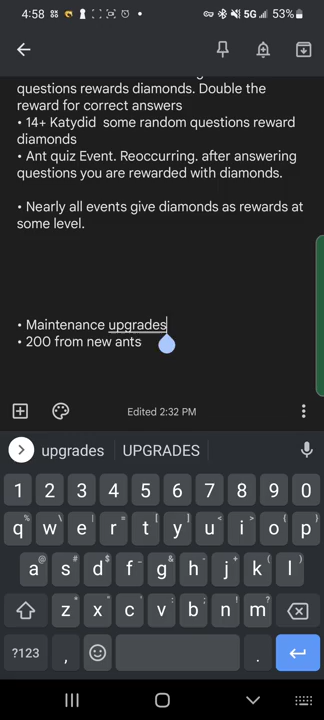 4:58
5G 53%
questions rewards diamonds. Double the
reward for correct answers
• 14+ Katydid  some random questions reward
diamonds
• Ant quiz Event. Reoccurring. after answering
questions you are rewarded with diamonds.
• Nearly all events give diamonds as rewards at
some level.
• Maintenance upgrades
• 200 from new ants
Edited 2:32 PM
upgrades UPGRADES
1 2 3 4 5 6 7 8 9 0
q w e r t y u i o p
% \ | = [ ] < > { }
a s d f g h j k l
@ # $ - & - + ( )
z x c v b n m
* " ' : ; ! ?
?123 , .